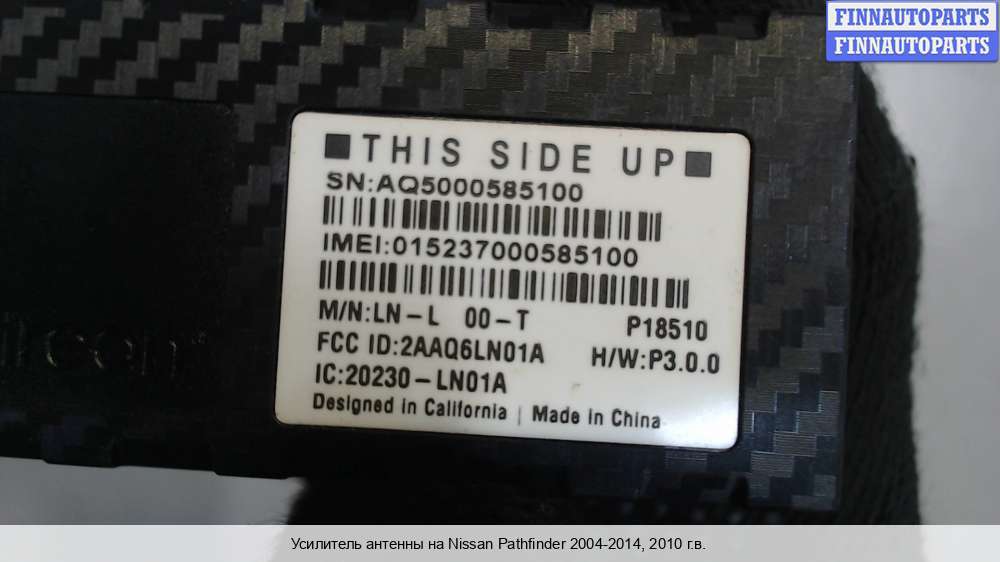 FINNAUTOPARTS
FINNAUTOPARTS
THIS SIDE UP
SN:AQ5000585100
IMEI:015237000585100
M/N:LN-L 00-T P18510
FCC ID:2AAQ6LN01A H/W:P3.0.0
IC:20230-LN01A
Designed in California | Made in China
Усилитель антенны на Nissan Pathfinder 2004-2014, 2010 г.в.